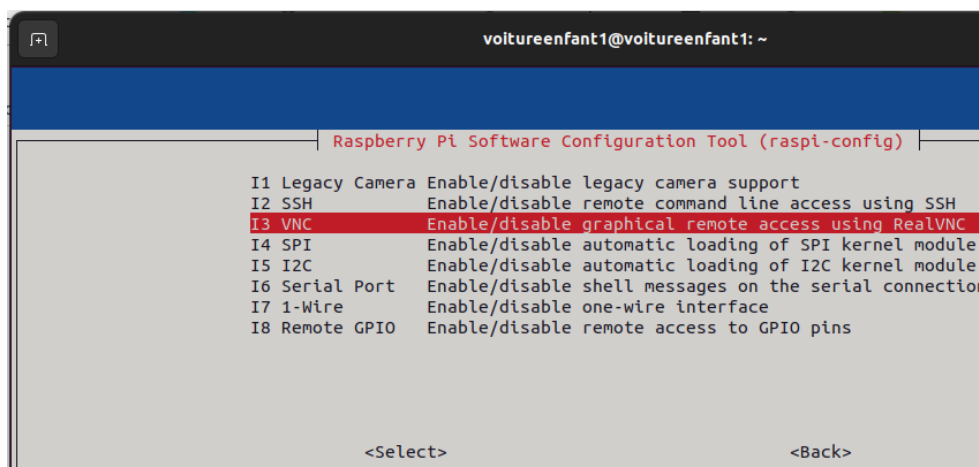 voitureenfant1@voitureenfant1: ~
Raspberry Pi Software Configuration Tool (raspi-config)
I1 Legacy Camera Enable/disable legacy camera support
I2 SSH Enable/disable remote command line access using SSH
I3 VNC Enable/disable graphical remote access using RealVNC
I4 SPI Enable/disable automatic loading of SPI kernel module
I5 I2C Enable/disable automatic loading of I2C kernel module
I6 Serial Port Enable/disable shell messages on the serial connection
I7 1-Wire Enable/disable one-wire interface
I8 Remote GPIO Enable/disable remote access to GPIO pins
<Select> <Back>